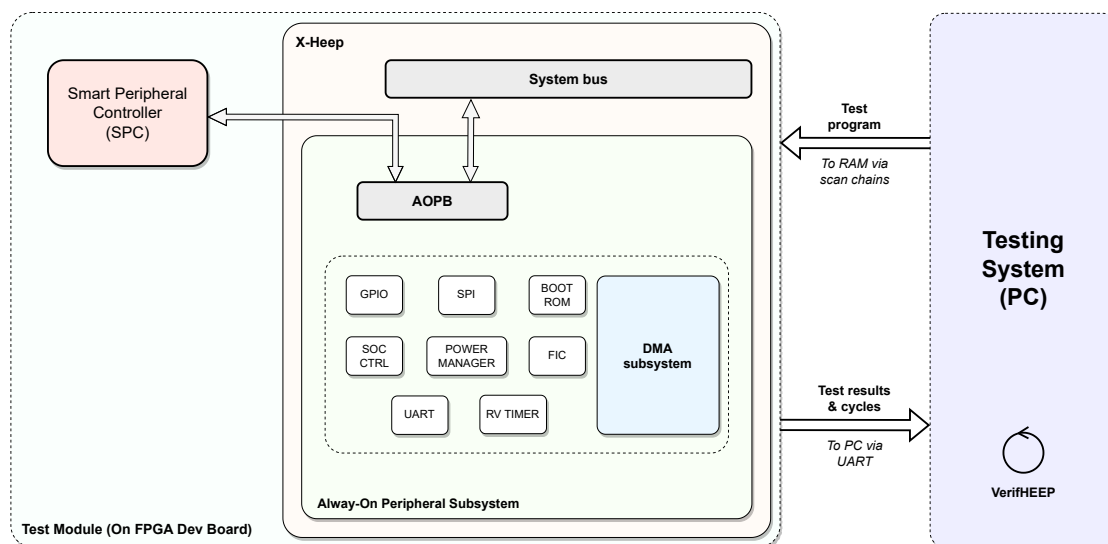 X-Heep
System bus
Smart Peripheral
Controller
(SPC)
AOPB
GPIO
SPI
BOOT
ROM
SOC
CTRL
POWER
MANAGER
FIC
UART
RV TIMER
DMA
subsystem
Alway-On Peripheral Subsystem
Test Module (On FPGA Dev Board)
Test
program
To RAM via
scan chains
Test results
& cycles
To PC via
UART
Testing
System
(PC)
VerifHEEP